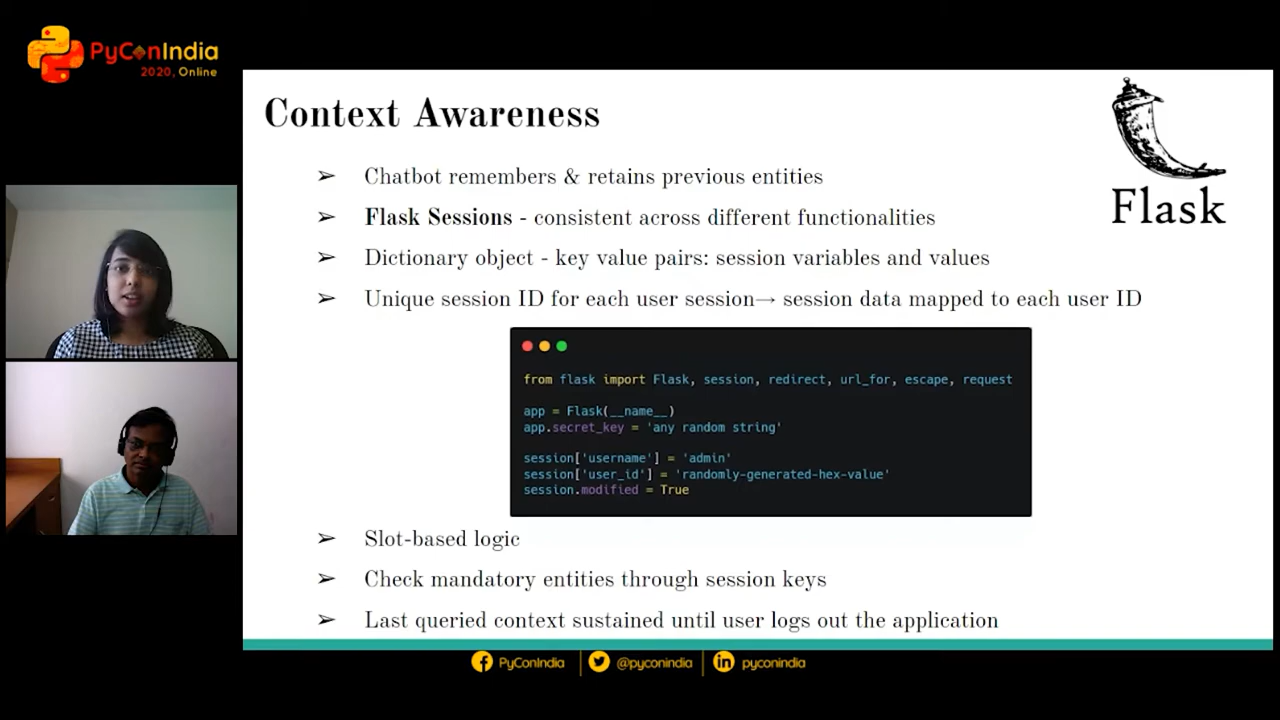 PyConIndia
2020, Online
Context Awareness
Flask
➢ Chatbot remembers & retains previous entities
➢ Flask Sessions - consistent across different functionalities
➢ Dictionary object - key value pairs: session variables and values
➢ Unique session ID for each user session→ session data mapped to each user ID
from flask import Flask, session, redirect, url_for, escape, request
app = Flask(__name__)
app.secret_key = 'any random string'
session['username'] = 'admin'
session['user_id'] = 'randomly-generated-hex-value'
session.modified = True
➢ Slot-based logic
➢ Check mandatory entities through session keys
➢ Last queried context sustained until user logs out the application
PyConIndia @pyconindia pyconindia